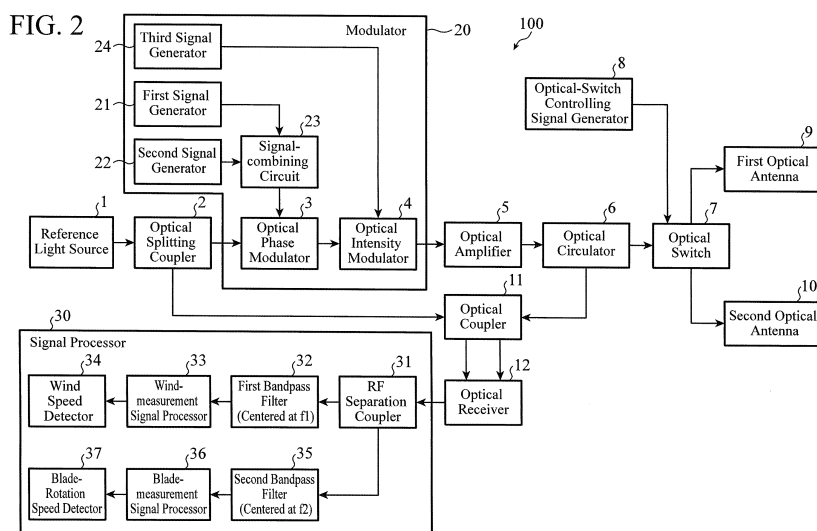 FIG. 2
100
Modulator
20
24
Third Signal
Generator
21
First Signal
Generator
22
Second Signal
Generator
23
Signal-
combining
Circuit
8
Optical-Switch
Controlling
Signal Generator
9
First Optical
Antenna
1
Reference
Light Source
2
Optical
Splitting
Coupler
3
Optical
Phase
Modulator
4
Optical
Intensity
Modulator
5
Optical
Amplifier
6
Optical
Circulator
7
Optical
Switch
10
Second Optical
Antenna
11
Optical
Coupler
12
Optical
Receiver
30
Signal Processor
34
Wind
Speed
Detector
33
Wind-
measurement
Signal Processor
32
First Bandpass
Filter
(Centered at f1)
31
RF
Separation
Coupler
37
Blade-
Rotation
Speed Detector
36
Blade-
measurement
Signal Processor
35
Second Bandpass
Filter
(Centered at f2)